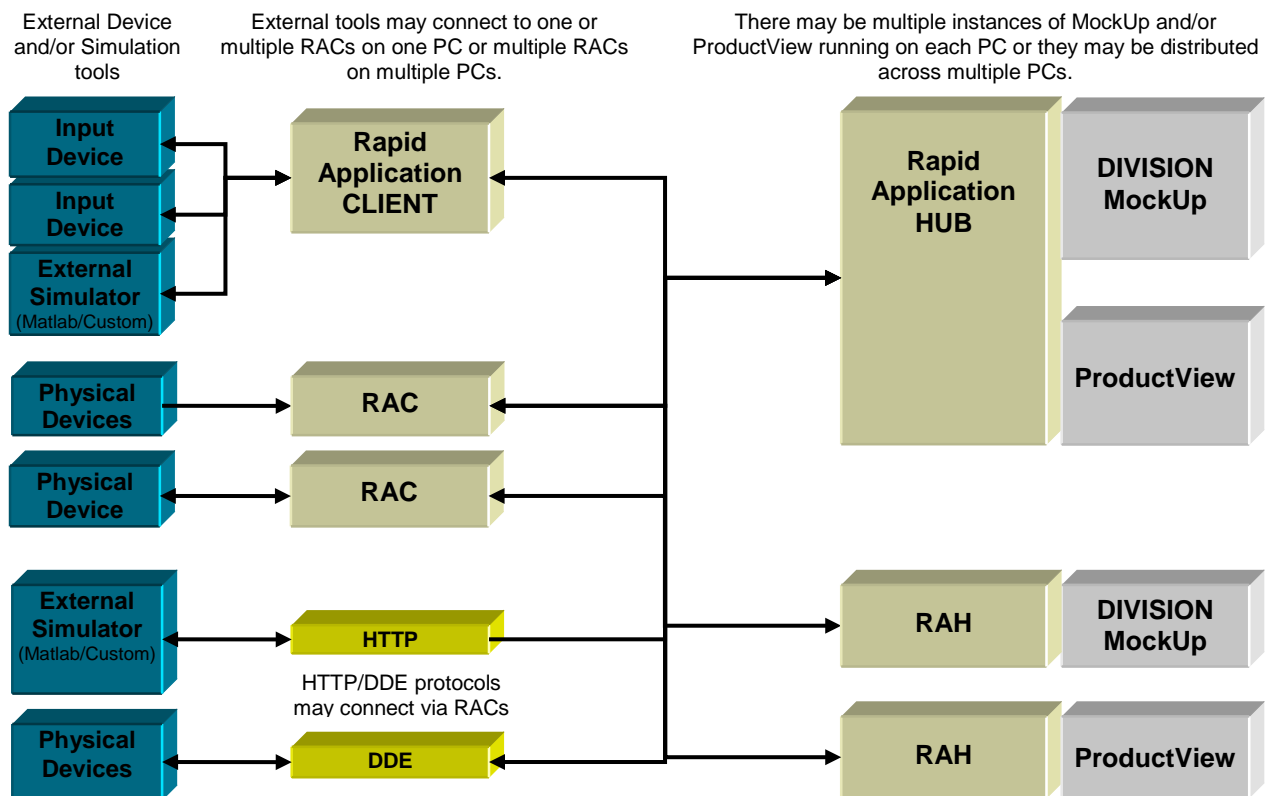 External Device
and/or Simulation
tools
External tools may connect to one or
multiple RACs on one PC or multiple RACs
on multiple PCs.
There may be multiple instances of MockUp and/or
ProductView running on each PC or they may be distributed
across multiple PCs.
Input
Device
Input
Device
External
Simulator
(Matlab/Custom)
Rapid
Application
CLIENT
Rapid
Application
HUB
DIVISION
MockUp
ProductView
Physical
Devices
RAC
Physical
Device
RAC
External
Simulator
(Matlab/Custom)
HTTP
RAH
DIVISION
MockUp
HTTP/DDE protocols
may connect via RACs
Physical
Devices
DDE
RAH
ProductView